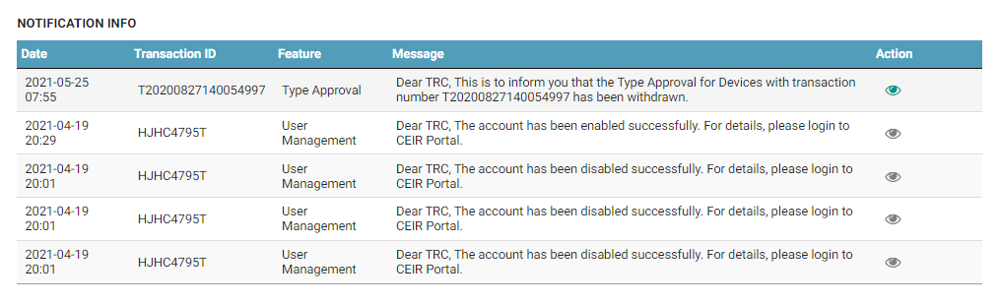 NOTIFICATION INFO
Date Transaction ID Feature Message Action
2021-05-25
07:55
T20200827140054997
Type Approval
Dear TRC, This is to inform you that the Type Approval for Devices with transaction
number T20200827140054997 has been withdrawn.
2021-04-19
20:29
HJHC4795T
User
Management
Dear TRC, The account has been enabled successfully. For details, please login to
CEIR Portal.
2021-04-19
20:01
HJHC4795T
User
Management
Dear TRC, The account has been disabled successfully. For details, please login to
CEIR Portal.
2021-04-19
20:01
HJHC4795T
User
Management
Dear TRC, The account has been disabled successfully. For details, please login to
CEIR Portal.
2021-04-19
20:01
HJHC4795T
User
Management
Dear TRC, The account has been disabled successfully. For details, please login to
CEIR Portal.